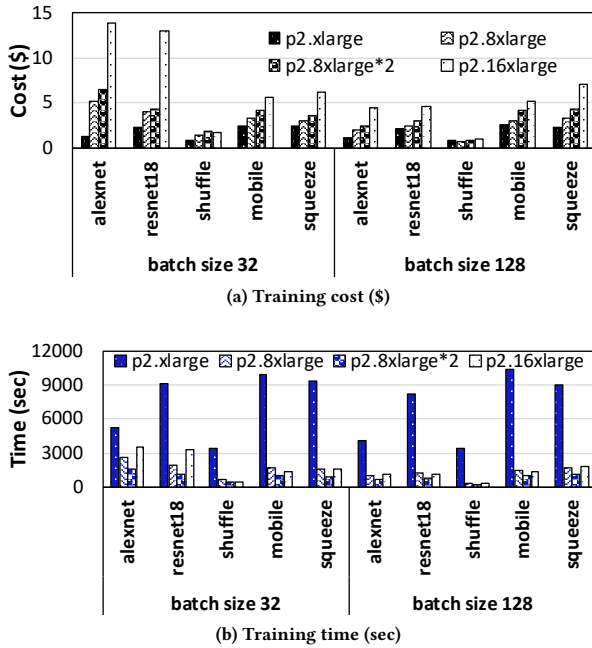 15
10
5
0
Cost ($)
p2.xlarge p2.8xlarge
p2.8xlarge*2 p2.16xlarge
alexnet resnet18 shuffle mobile squeeze alexnet resnet18 shuffle mobile squeeze
batch size 32 batch size 128
(a) Training cost ($)
12000
9000
6000
3000
0
Time (sec)
p2.xlarge p2.8xlarge p2.8xlarge*2 p2.16xlarge
alexnet resnet18 shuffle mobile squeeze alexnet resnet18 shuffle mobile squeeze
batch size 32 batch size 128
(b) Training time (sec)